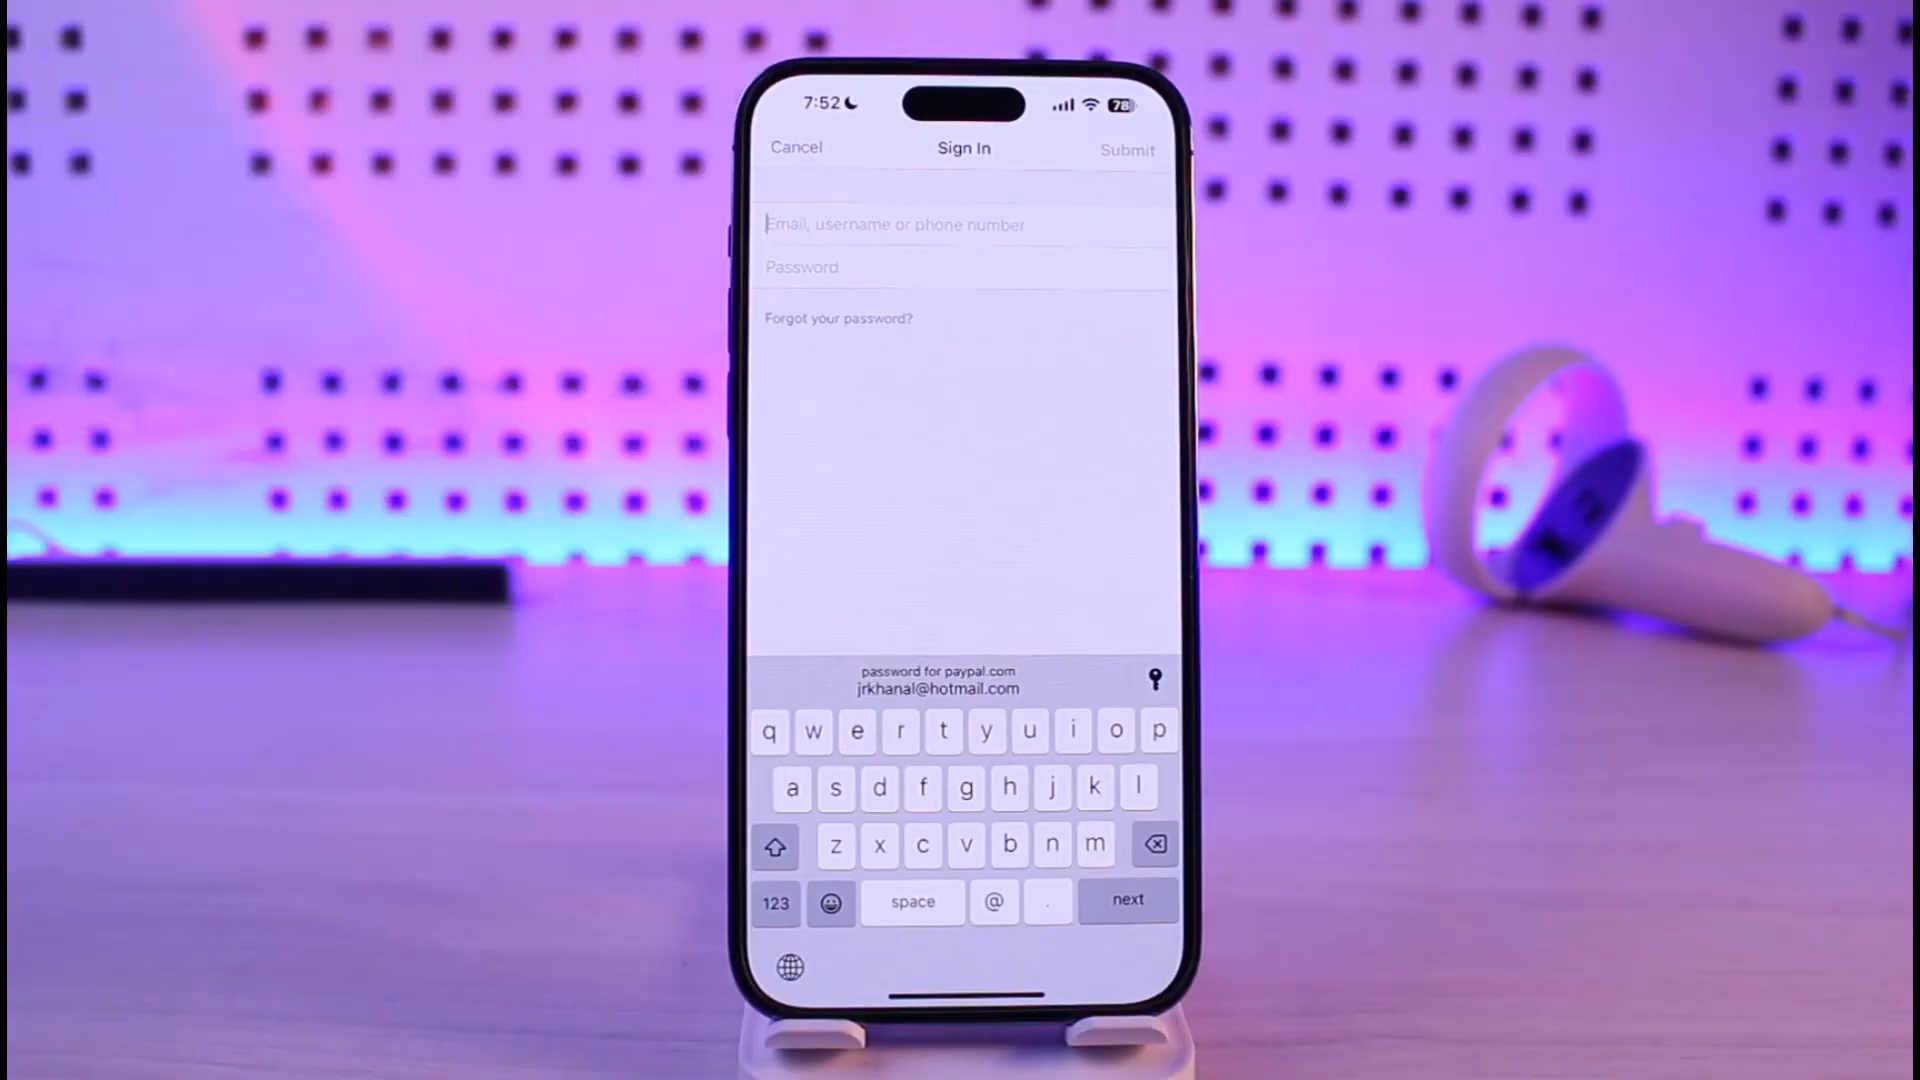 7:52
78
Cancel
Sign In
Submit
Email, username or phone number
Password
Forgot your password?
password for paypal.com
jrkhanal@hotmail.com
q w e r t y u i o p
a s d f g h j k l
z x c v b n m
123
space
@
.
next